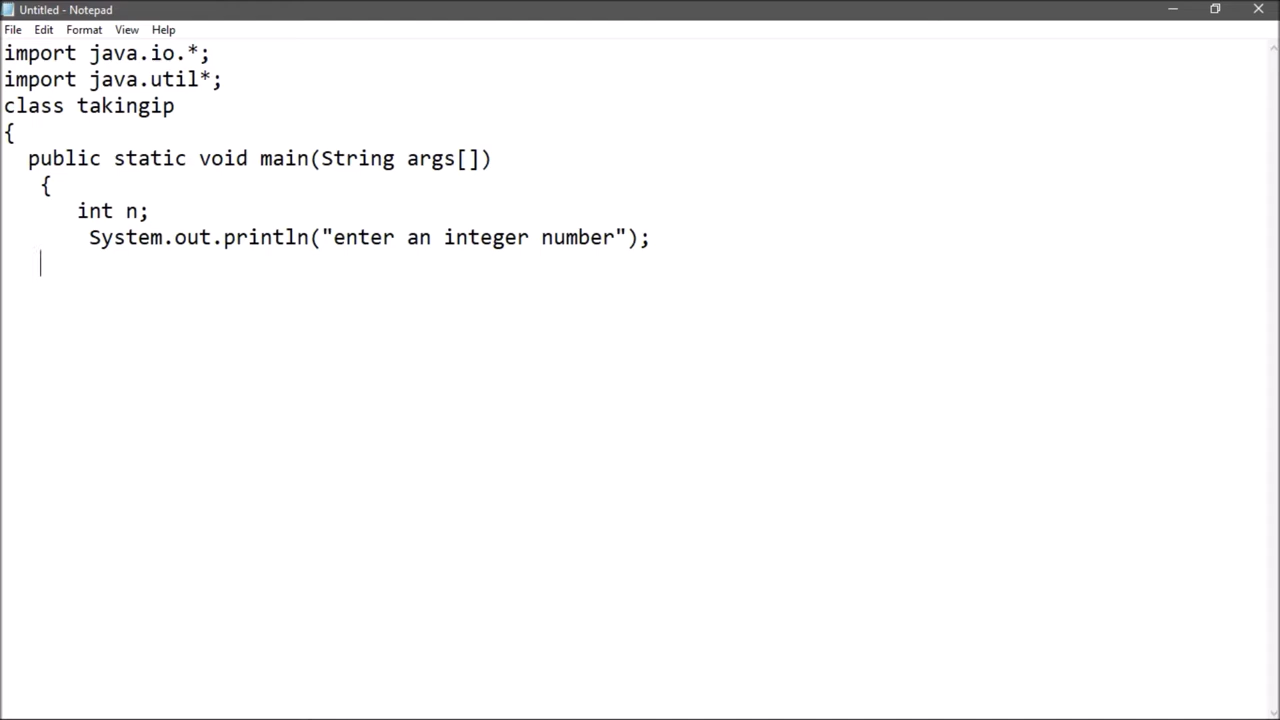 Untitled - Notepad
File Edit Format View Help
import java.io.*;
import java.util*;
class takingip
{
public static void main(String args[])
{
int n;
System.out.println("enter an integer number");